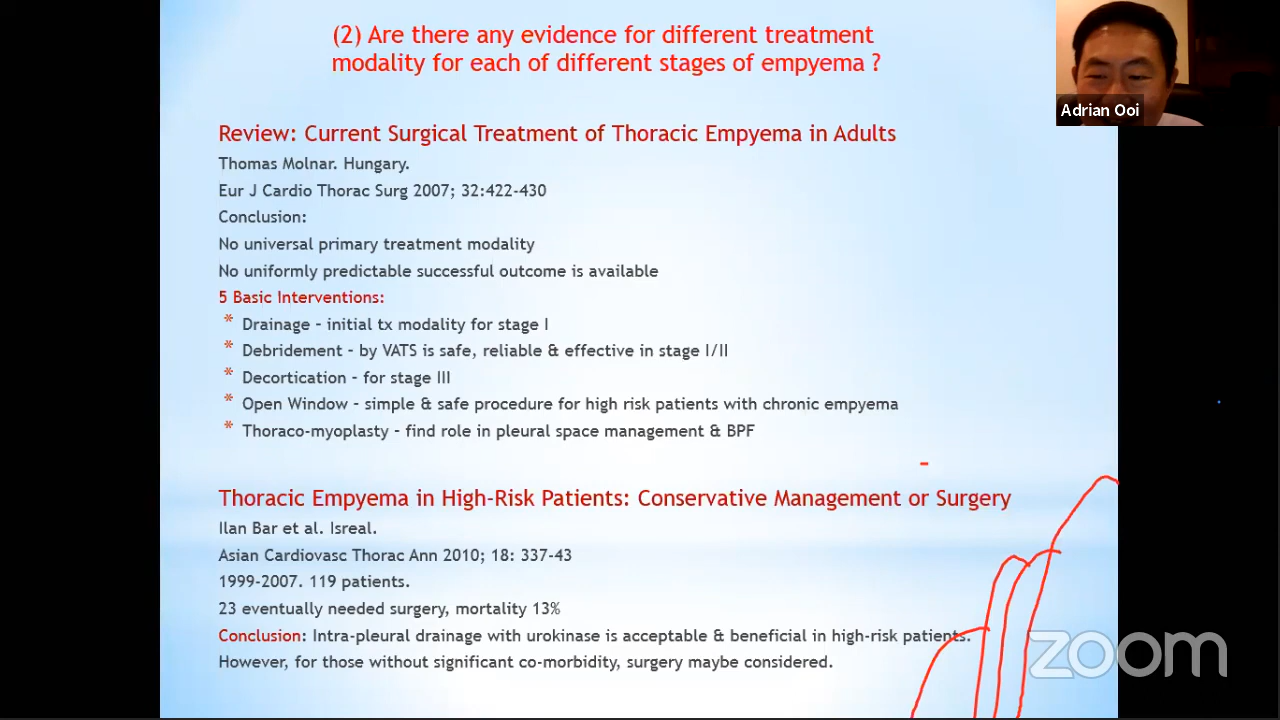 (2) Are there any evidence for different treatment
modality for each of different stages of empyema ?
Adrian Ooi
Review: Current Surgical Treatment of Thoracic Empyema in Adults
Thomas Molnar. Hungary.
Eur J Cardio Thorac Surg 2007; 32:422-430
Conclusion:
No universal primary treatment modality
No uniformly predictable successful outcome is available
5 Basic Interventions:
* Drainage – initial tx modality for stage I
* Debridement – by VATS is safe, reliable & effective in stage I/II
* Decortication – for stage III
* Open Window – simple & safe procedure for high risk patients with chronic empyema
* Thoraco-myoplasty – find role in pleural space management & BPF
Thoracic Empyema in High-Risk Patients: Conservative Management or Surgery
Ilan Bar et al. Isreal.
Asian Cardiovasc Thorac Ann 2010; 18: 337-43
1999-2007. 119 patients.
23 eventually needed surgery, mortality 13%
Conclusion: Intra-pleural drainage with urokinase is acceptable & beneficial in high-risk patients.
However, for those without significant co-morbidity, surgery maybe considered.
zoom